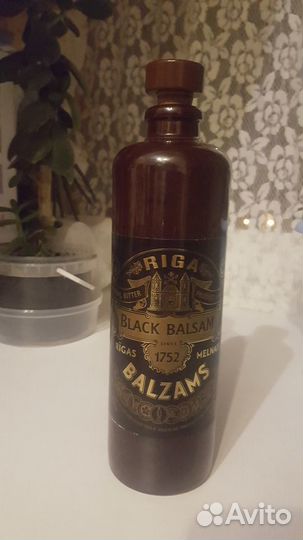 RIGA
BITTER
BLACK BALSAM
SINCE
1752
RĪGAS MELNAIS
BALZAMS
Avito